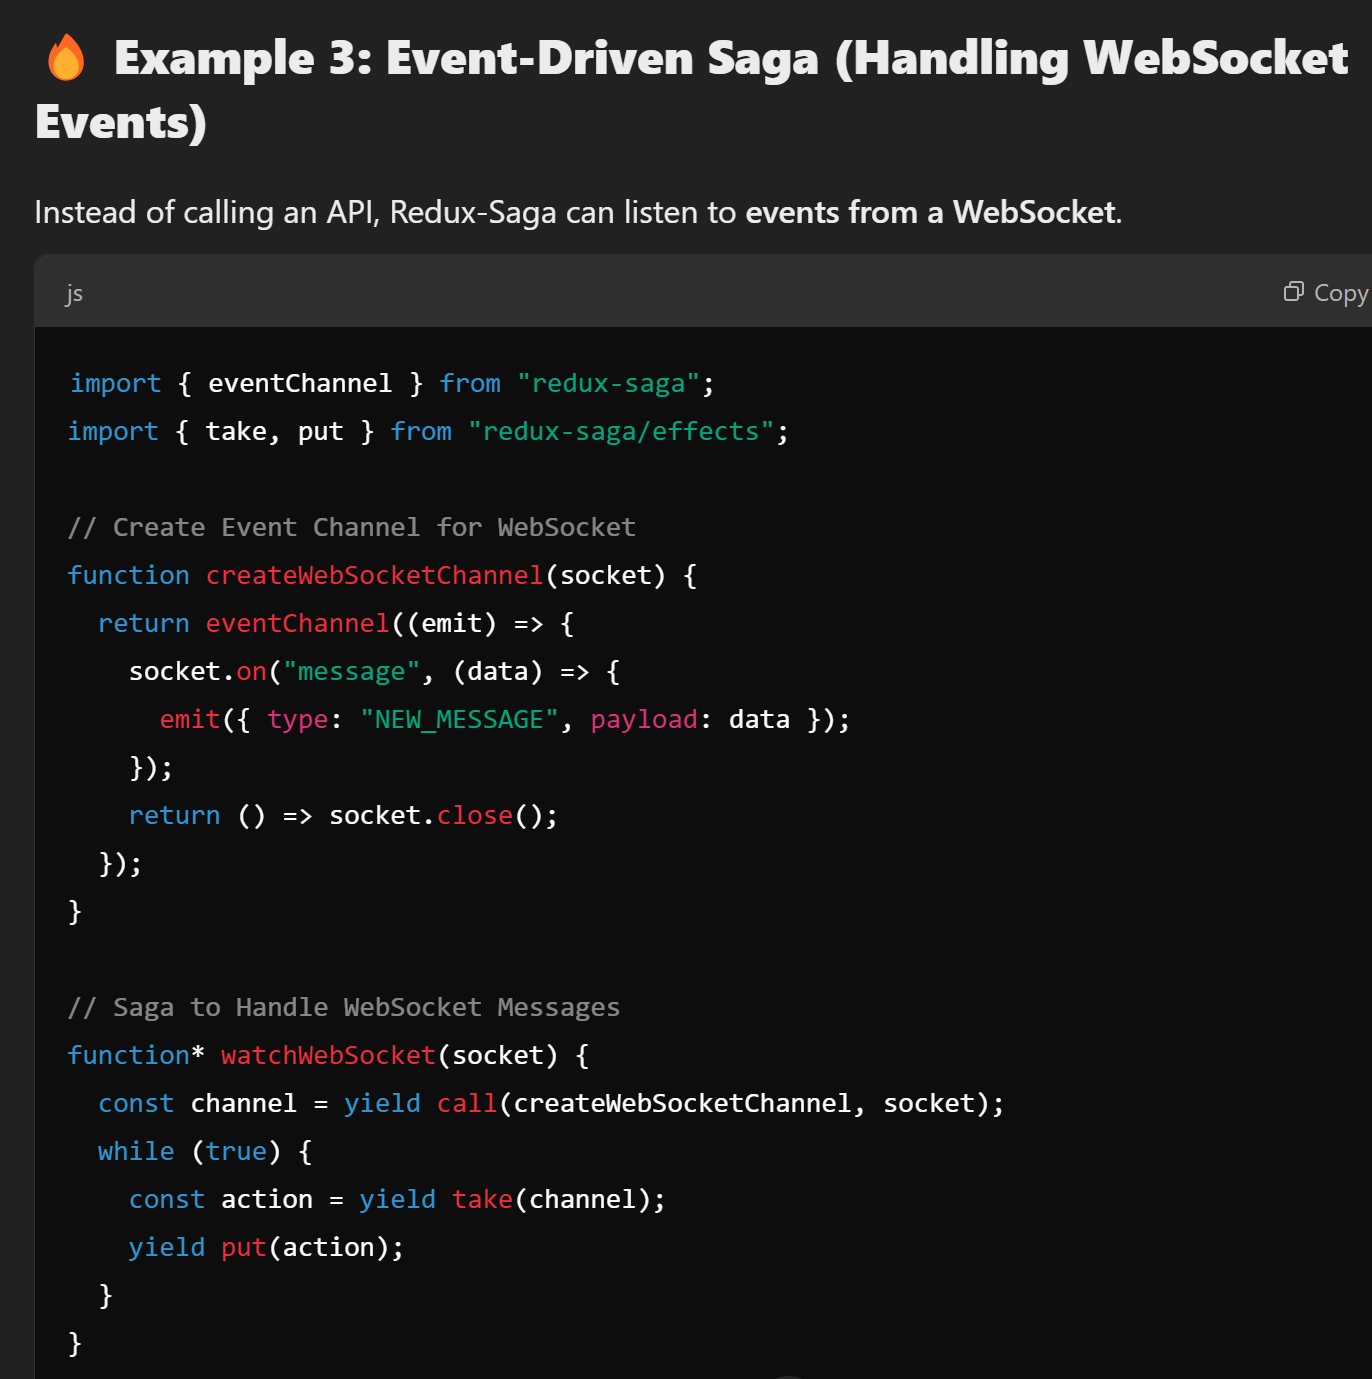 🔥 Example 3: Event-Driven Saga (Handling WebSocket
Events)
Instead of calling an API, Redux-Saga can listen to events from a WebSocket.
js
Copy
import { eventChannel } from "redux-saga";
import { take, put } from "redux-saga/effects";
// Create Event Channel for WebSocket
function createWebSocketChannel(socket) {
  return eventChannel((emit) => {
    socket.on("message", (data) => {
      emit({ type: "NEW_MESSAGE", payload: data });
    });
    return () => socket.close();
  });
}
// Saga to Handle WebSocket Messages
function* watchWebSocket(socket) {
  const channel = yield call(createWebSocketChannel, socket);
  while (true) {
    const action = yield take(channel);
    yield put(action);
  }
}